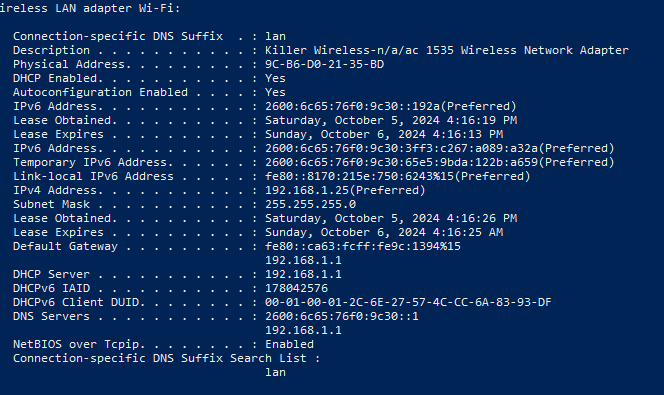 ireless LAN adapter Wi-Fi:
Connection-specific DNS Suffix  . : lan
Description . . . . . . . . . . . : Killer Wireless-n/a/ac 1535 Wireless Network Adapter
Physical Address. . . . . . . . . : 9C-B6-D0-21-35-BD
DHCP Enabled. . . . . . . . . . . : Yes
Autoconfiguration Enabled . . . . : Yes
IPv6 Address. . . . . . . . . . . : 2600:6c65:76f0:9c30::192a(Preferred)
Lease Obtained. . . . . . . . . . : Saturday, October 5, 2024 4:16:19 PM
Lease Expires . . . . . . . . . . : Sunday, October 6, 2024 4:16:13 PM
IPv6 Address. . . . . . . . . . . : 2600:6c65:76f0:9c30:3ff3:c267:a089:a32a(Preferred)
Temporary IPv6 Address. . . . . . : 2600:6c65:76f0:9c30:65e5:9bda:122b:a659(Preferred)
Link-local IPv6 Address . . . . . : fe80::8170:215e:750:6243%15(Preferred)
IPv4 Address. . . . . . . . . . . : 192.168.1.25(Preferred)
Subnet Mask . . . . . . . . . . . : 255.255.255.0
Lease Obtained. . . . . . . . . . : Saturday, October 5, 2024 4:16:26 PM
Lease Expires . . . . . . . . . . : Sunday, October 6, 2024 4:16:25 AM
Default Gateway . . . . . . . . . : fe80::ca63:fcff:fe9c:1394%15
192.168.1.1
DHCP Server . . . . . . . . . . . : 192.168.1.1
DHCPv6 IAID . . . . . . . . . . . : 178042576
DHCPv6 Client DUID. . . . . . . . : 00-01-00-01-2C-6E-27-57-4C-CC-6A-83-93-DF
DNS Servers . . . . . . . . . . . : 2600:6c65:76f0:9c30::1
192.168.1.1
NetBIOS over Tcpip. . . . . . . . : Enabled
Connection-specific DNS Suffix Search List :
lan